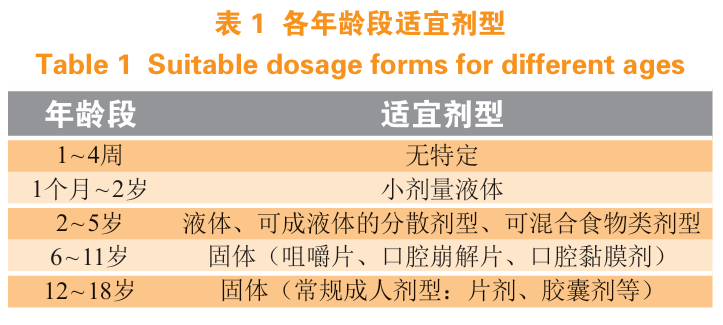 表 1 各年龄段适宜剂型
Table 1 Suitable dosage forms for different ages
年龄段 适宜剂型
1~4周 无特定
1个月~2岁 小剂量液体
2~5岁 液体、可成液体的分散剂型、可混合食物类剂型
6~11岁 固体（咀嚼片、口腔崩解片、口腔黏膜剂）
12~18岁 固体（常规成人剂型：片剂、胶囊剂等）